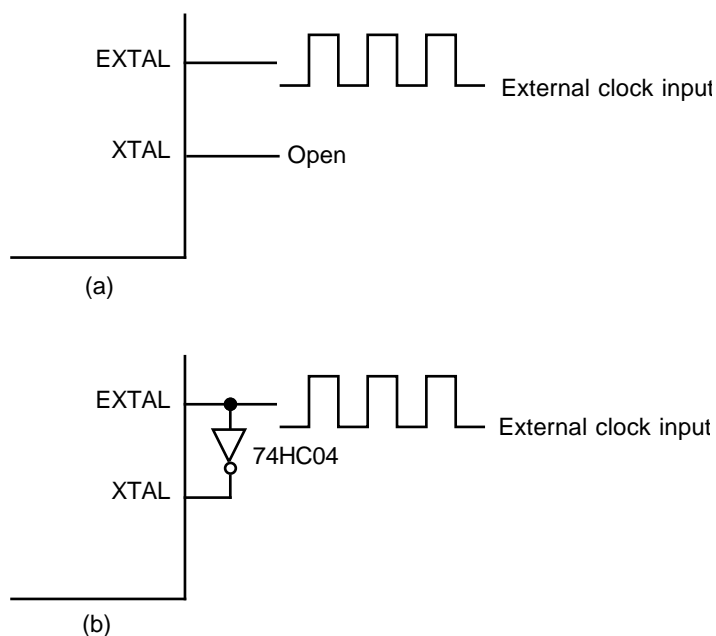 EXTAL
External clock input
XTAL
Open
(a)
EXTAL
External clock input
74HC04
XTAL
(b)